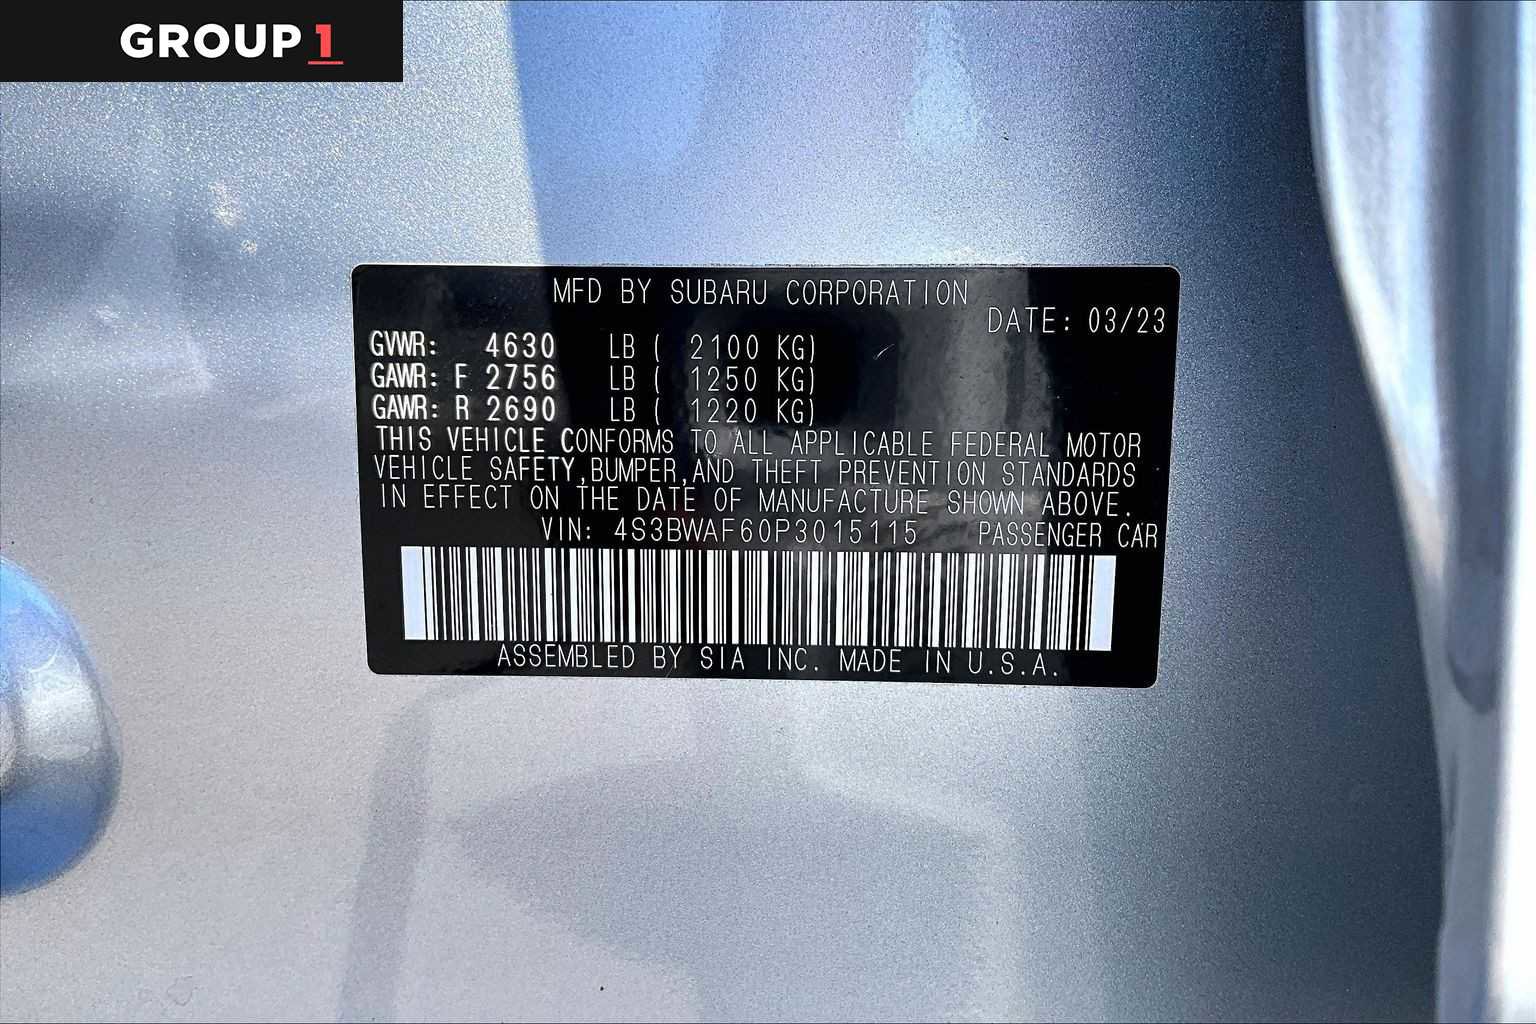 GROUP 1
MFD BY SUBARU CORPORATION
DATE: 03/23
GVWR: 4630 LB ( 2100 KG)
GAWR: F 2756 LB ( 1250 KG)
GAWR: R 2690 LB ( 1220 KG)
THIS VEHICLE CONFORMS TO ALL APPLICABLE FEDERAL MOTOR
VEHICLE SAFETY,BUMPER,AND THEFT PREVENTION STANDARDS
IN EFFECT ON THE DATE OF MANUFACTURE SHOWN ABOVE.
VIN: 4S3BWAF60P3015115 PASSENGER CAR
ASSEMBLED BY SIA INC. MADE IN U.S.A.